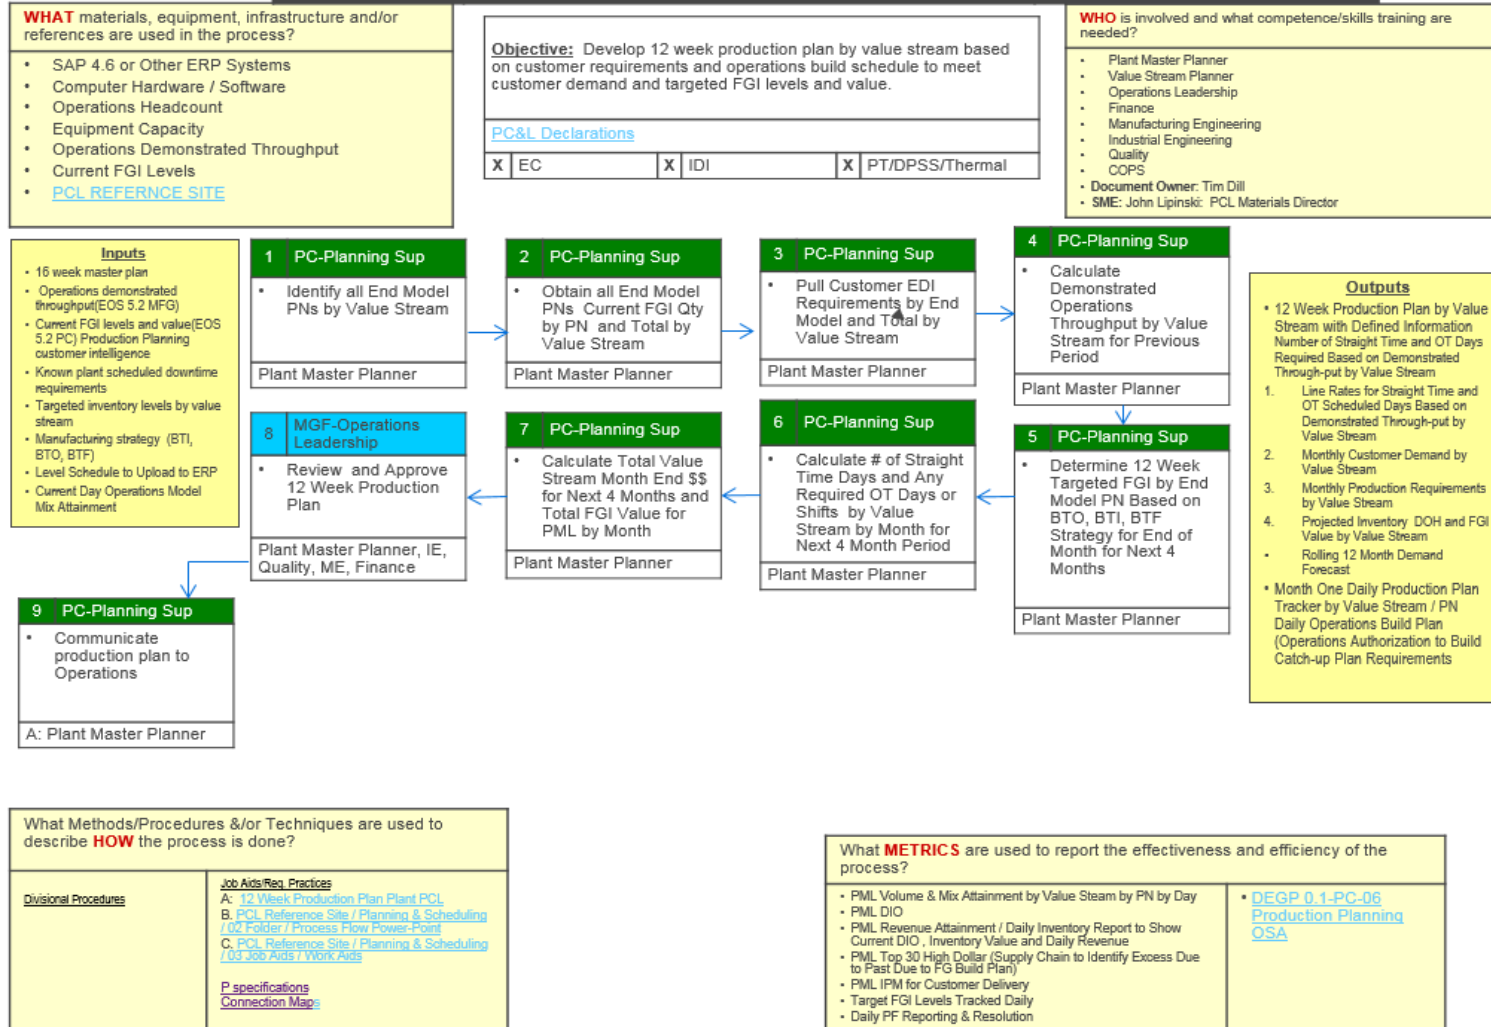 WHAT materials, equipment, infrastructure and/or
references are used in the process?
• SAP 4.6 or Other ERP Systems
• Computer Hardware / Software
• Operations Headcount
• Equipment Capacity
• Operations Demonstrated Throughput
• Current FGI Levels
• PCL REFERNCE SITE
Objective: Develop 12 week production plan by value stream based
on customer requirements and operations build schedule to meet
customer demand and targeted FGI levels and value.
PC&L Declarations
X EC X IDI X PT/DPSS/Thermal
WHO is involved and what competence/skills training are
needed?
• Plant Master Planner
• Value Stream Planner
• Operations Leadership
• Finance
• Manufacturing Engineering
• Industrial Engineering
• Quality
• COPS
• Document Owner: Tim Dill
• SME: John Lipinski: PCL Materials Director
Inputs
• 16 week master plan
• Operations demonstrated
throughput(EOS 5.2 MFG)
• Current FGI levels and value(EOS
5.2 PC) Production Planning
customer intelligence
• Known plant scheduled downtime
requirements
• Targeted inventory levels by value
stream
• Manufacturing strategy (BTI,
BTO, BTF)
• Level Schedule to Upload to ERP
• Current Day Operations Model
Mix Attainment
1 PC-Planning Sup
• Identify all End Model
PNs by Value Stream
Plant Master Planner
2 PC-Planning Sup
• Obtain all End Model
PNs Current FGI Qty
by PN and Total by
Value Stream
Plant Master Planner
3 PC-Planning Sup
• Pull Customer EDI
Requirements by End
Model and Total by
Value Stream
Plant Master Planner
4 PC-Planning Sup
• Calculate
Demonstrated
Operations
Throughput by Value
Stream for Previous
Period
Plant Master Planner
5 PC-Planning Sup
• Determine 12 Week
Targeted FGI by End
Model PN Based on
BTO, BTI, BTF
Strategy for End of
Month for Next 4
Months
Plant Master Planner
6 PC-Planning Sup
• Calculate # of Straight
Time Days and Any
Required OT Days or
Shifts by Value
Stream by Month for
Next 4 Month Period
Plant Master Planner
7 PC-Planning Sup
• Calculate Total Value
Stream Month End $$
for Next 4 Months and
Total FGI Value for
PML by Month
Plant Master Planner
8 MGF-Operations
Leadership
• Review and Approve
12 Week Production
Plan
Plant Master Planner, IE,
Quality, ME, Finance
9 PC-Planning Sup
• Communicate
production plan to
Operations
A: Plant Master Planner
Outputs
• 12 Week Production Plan by Value
Stream with Defined Information
Number of Straight Time and OT Days
Required Based on Demonstrated
Through-put by Value Stream
1. Line Rates for Straight Time and
OT Scheduled Days Based on
Demonstrated Through-put by
Value Stream
2. Monthly Customer Demand by
Value Stream
3. Monthly Production Requirements
by Value Stream
4. Projected Inventory DOH and FGI
Value by Value Stream
• Rolling 12 Month Demand
Forecast
• Month One Daily Production Plan
Tracker by Value Stream / PN
Daily Operations Build Plan
(Operations Authorization to Build
Catch-up Plan Requirements
What Methods/Procedures &/or Techniques are used to
describe HOW the process is done?
Divisional Procedures
Job Aids/Req. Practices
A: 12 Week Production Plan Plant PCL
B. PCL Reference Site / Planning & Scheduling
/ 02 Folder / Process Flow Power-Point
C. PCL Reference Site / Planning & Scheduling
/ 03 Job Aids / Work Aids
P specifications
Connection Maps
What METRICS are used to report the effectiveness and efficiency of the
process?
• PML Volume & Mix Attainment by Value Steam by PN by Day
• PML DIO
• PML Revenue Attainment / Daily Inventory Report to Show
Current DIO , Inventory Value and Daily Revenue
• PML Top 30 High Dollar (Supply Chain to Identify Excess Due
to Past Due to FG Build Plan)
• PML IPM for Customer Delivery
• Target FGI Levels Tracked Daily
• Daily PF Reporting & Resolution
• DEGP 0.1-PC-06
Production Planning
OSA